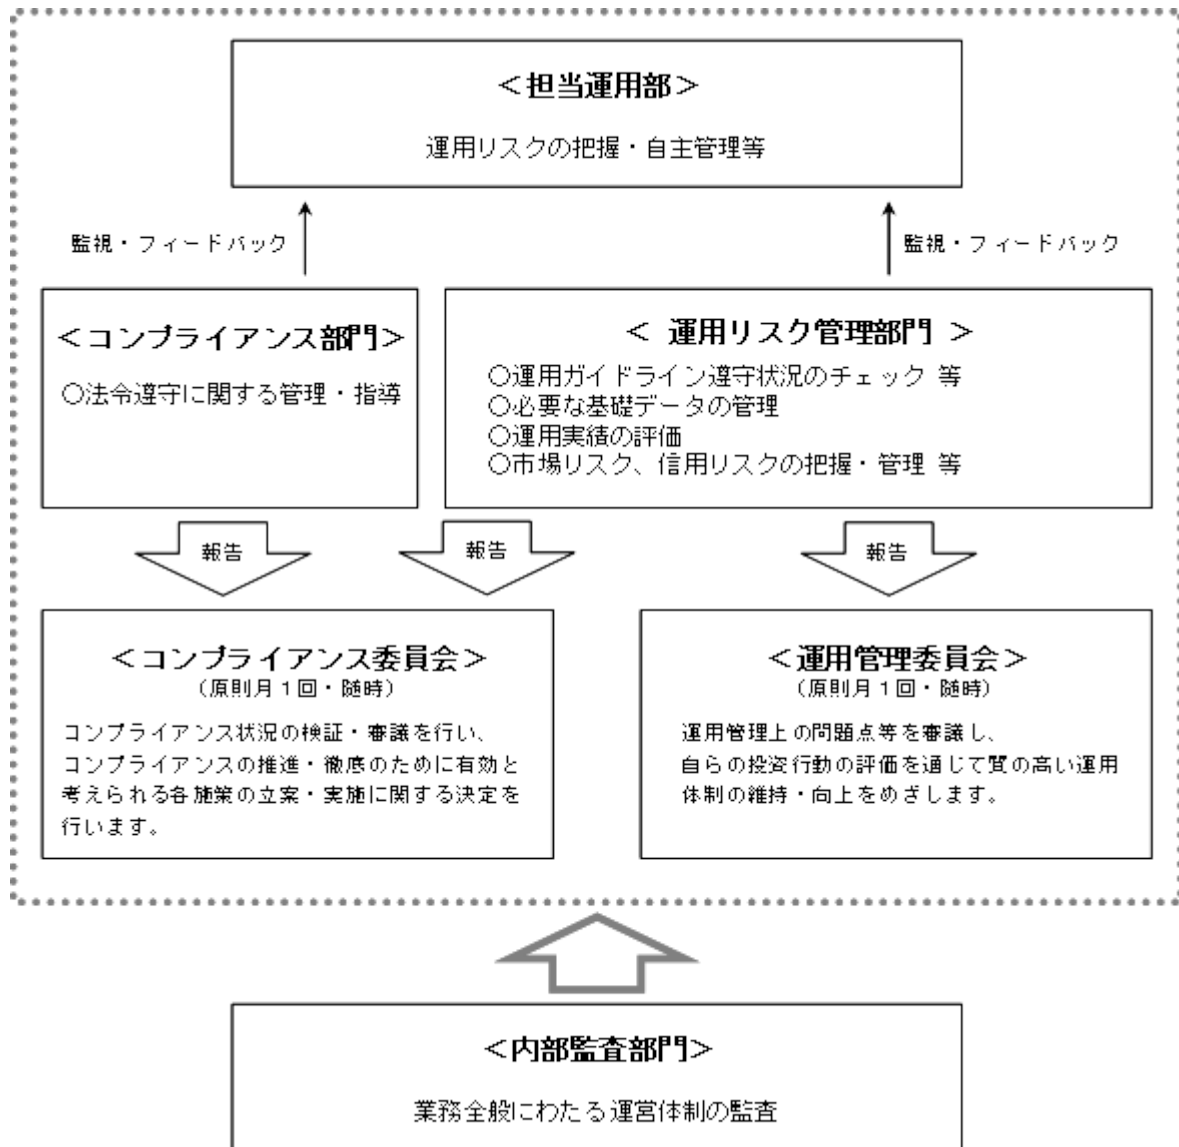 ＜担当運用部＞
運用リスクの把握・自主管理等
監視・フィードバック
監視・フィードバック
＜コンプライアンス部門＞
○法令遵守に関する管理・指導
＜ 運用リスク管理部門 ＞
○運用ガイドライン遵守状況のチェック 等
○必要な基礎データの管理
○運用実績の評価
○市場リスク、信用リスクの把握・管理 等
報告
報告
報告
＜コンプライアンス委員会＞
（原則月１回・随時）
コンプライアンス状況の検証・審議を行い、
コンプライアンスの推進・徹底のために有効と
考えられる各施策の立案・実施に関する決定を
行います。
＜運用管理委員会＞
（原則月１回・随時）
運用管理上の問題点等を審議し、
自らの投資行動の評価を通じて質の高い運用
体制の維持・向上をめざします。
＜内部監査部門＞
業務全般にわたる運営体制の監査